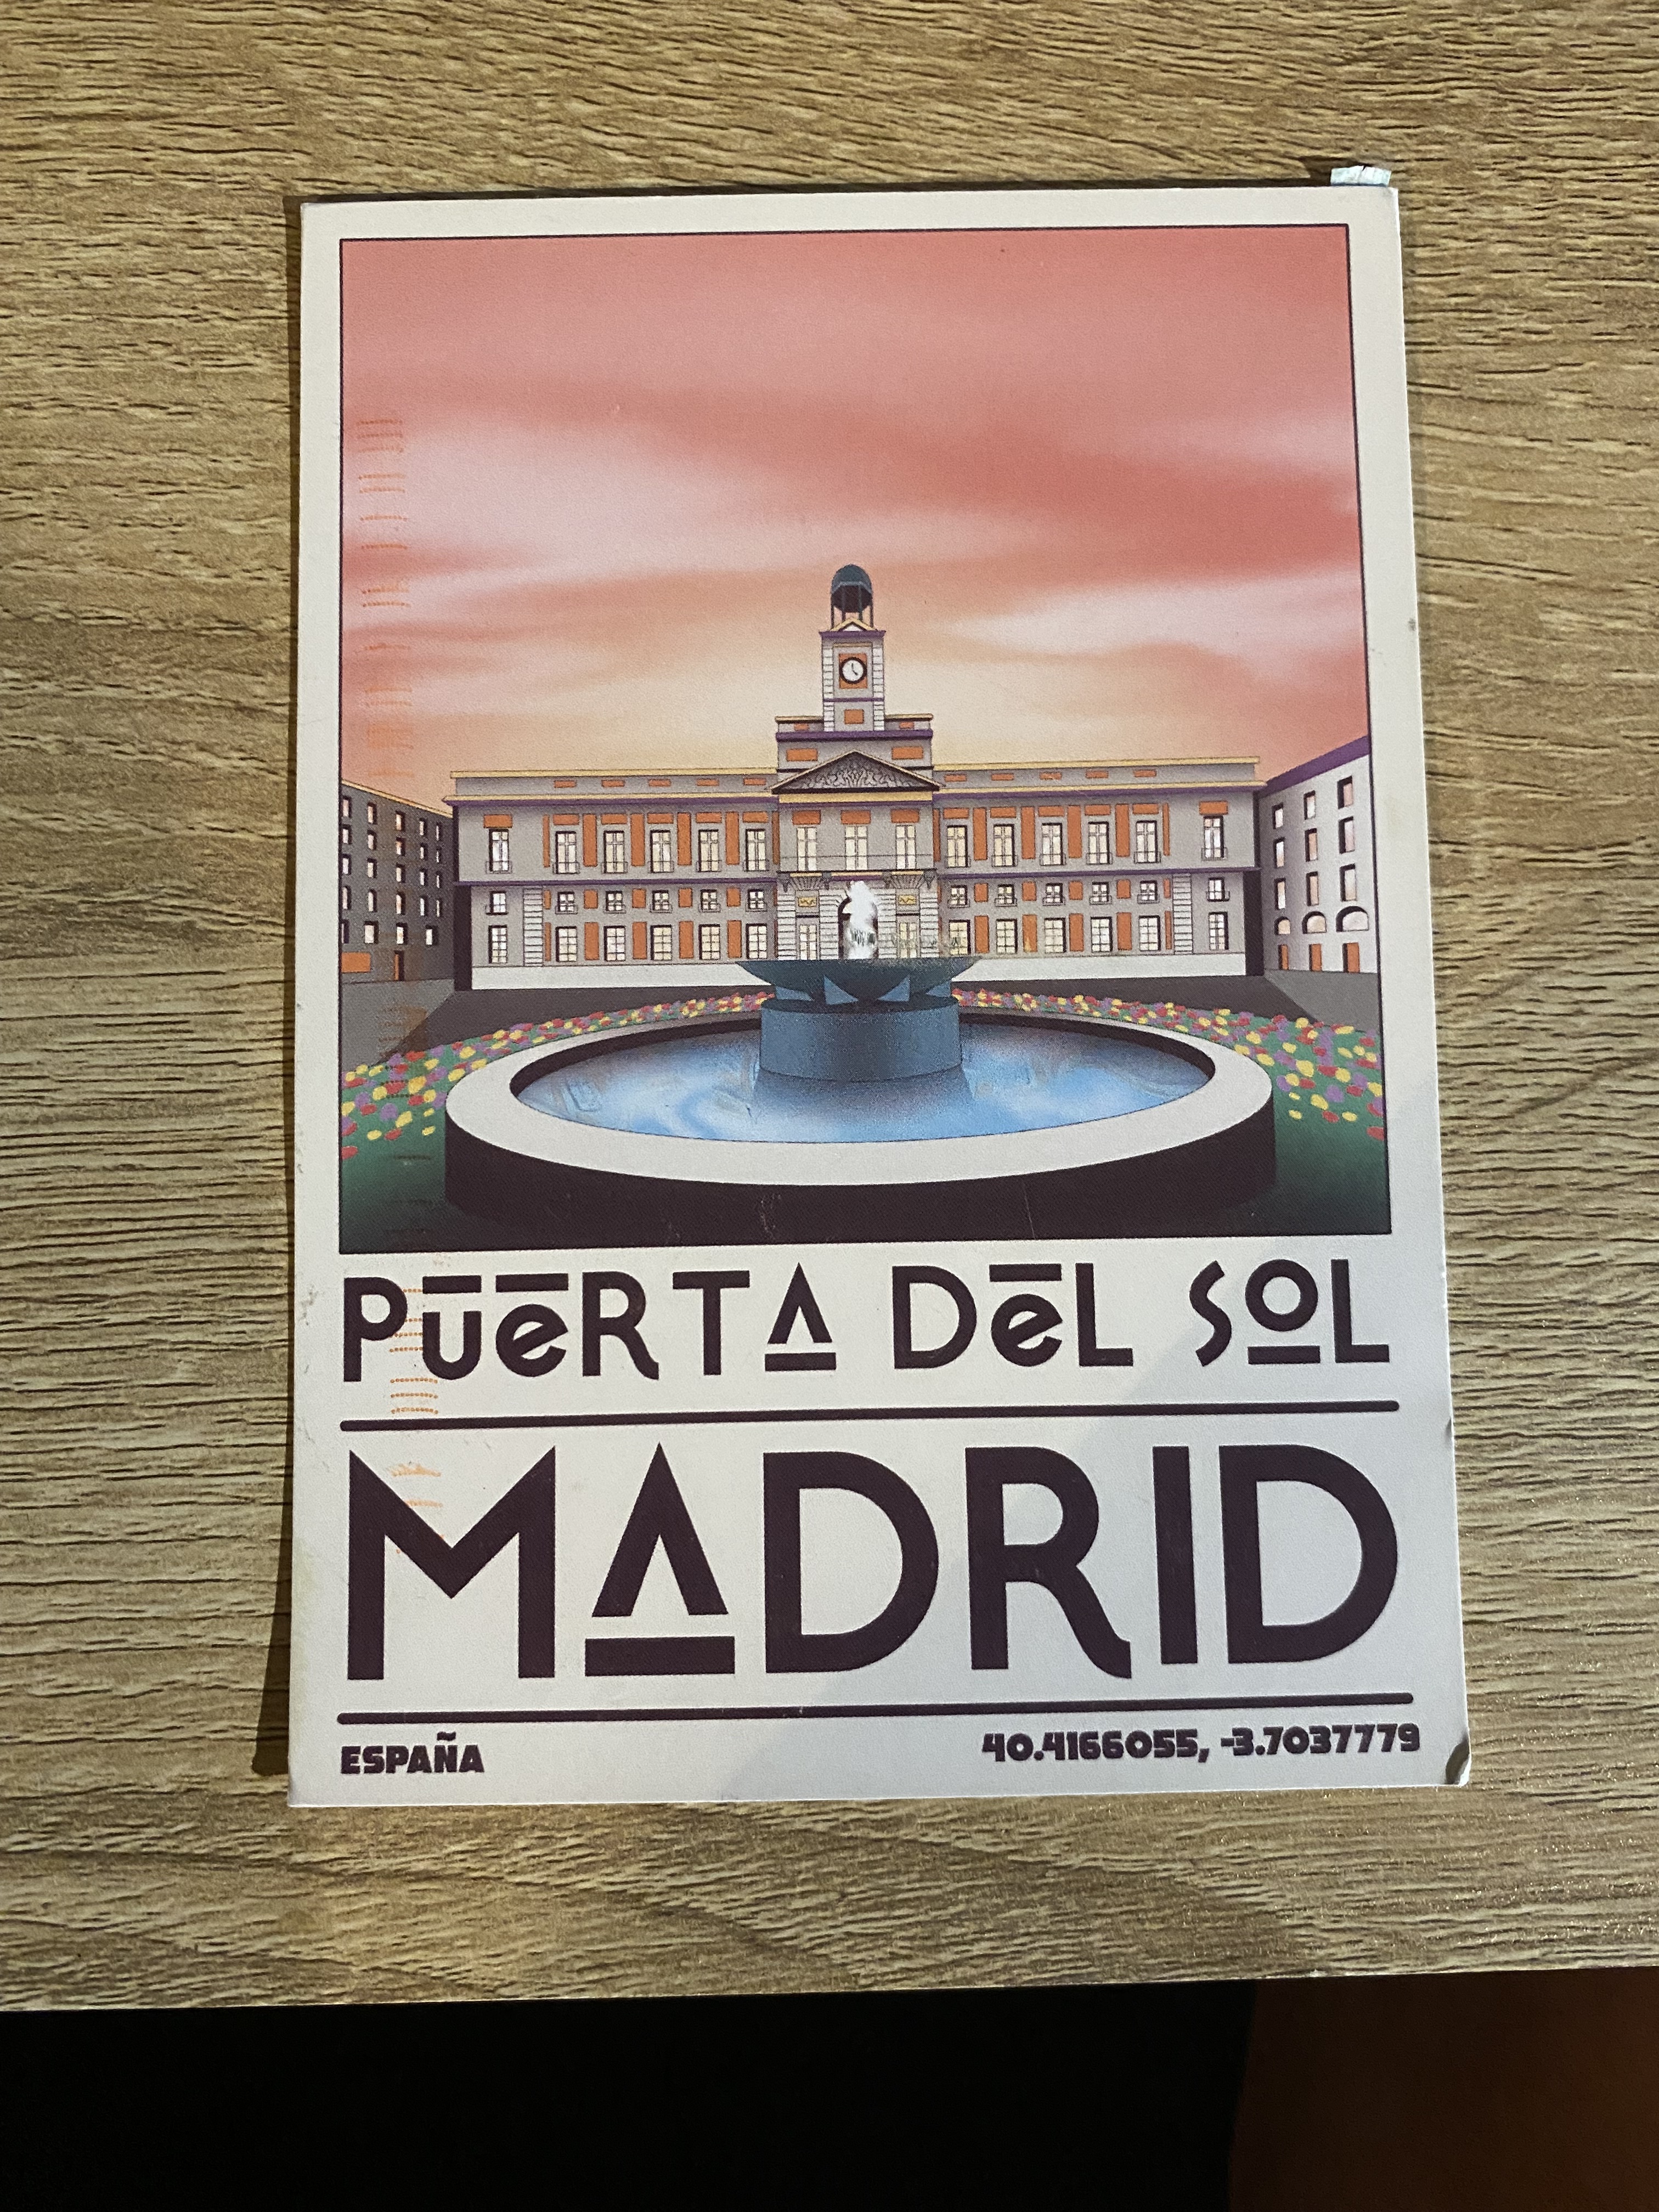 PUERTA DEL SOL
MADRID
ESPAÑA
40.4166055, -3.7037779